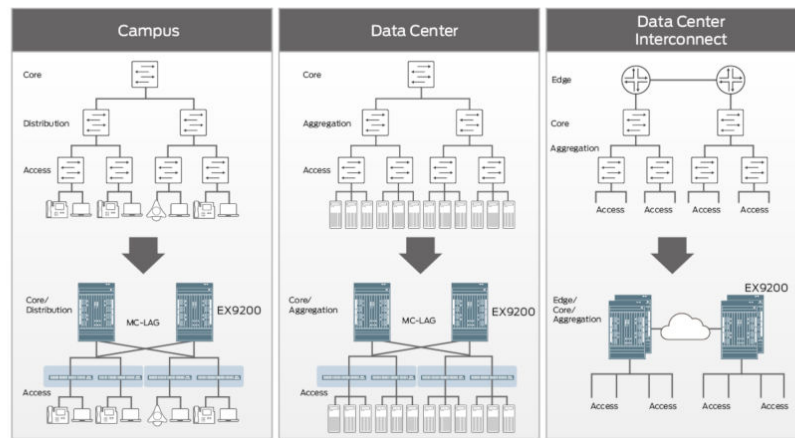 Campus
Core
Distribution
Access
Core/
Distribution
MC-LAG
EX9200
Access
Data Center
Core
Aggregation
Access
Core/
Aggregation
MC-LAG
EX9200
Access
Data Center
Interconnect
Edge
Core
Aggregation
Access Access Access Access
EX9200
Edge/
Core/
Aggregation
Access Access Access Access